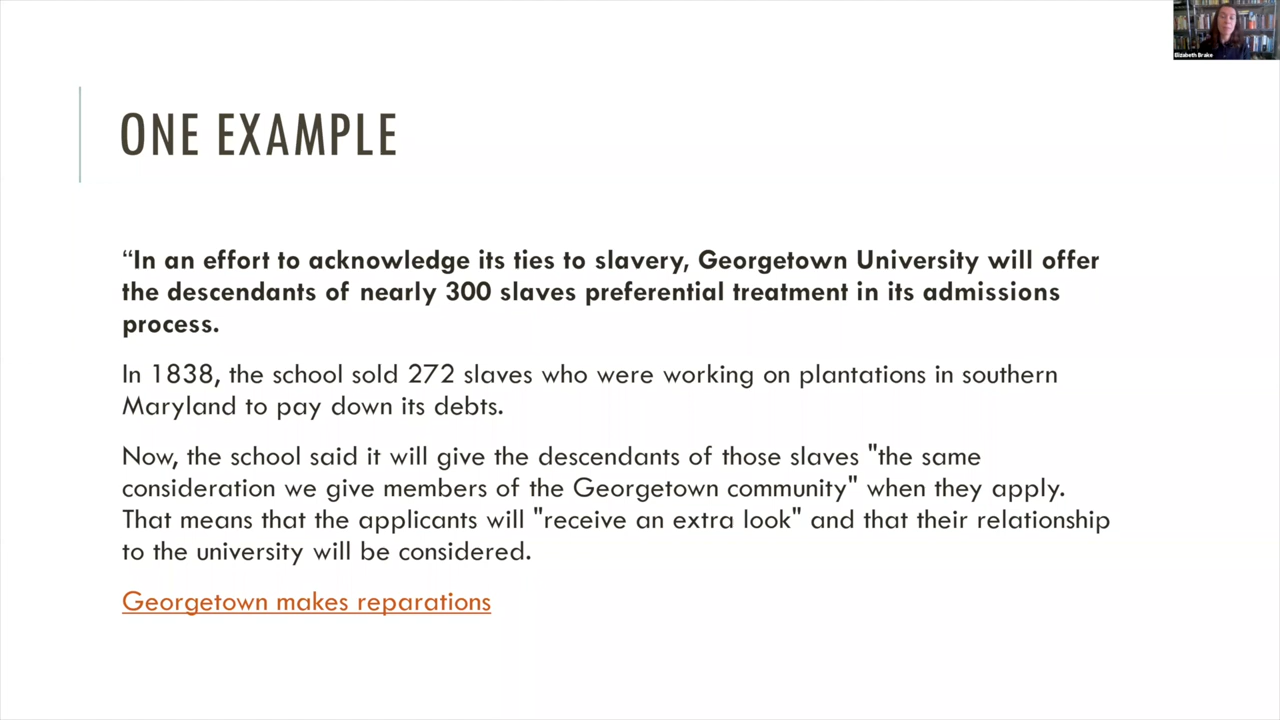 Elizabeth Brake
ONE EXAMPLE
“In an effort to acknowledge its ties to slavery, Georgetown University will offer
the descendants of nearly 300 slaves preferential treatment in its admissions
process.
In 1838, the school sold 272 slaves who were working on plantations in southern
Maryland to pay down its debts.
Now, the school said it will give the descendants of those slaves "the same
consideration we give members of the Georgetown community" when they apply.
That means that the applicants will "receive an extra look" and that their relationship
to the university will be considered.
Georgetown makes reparations